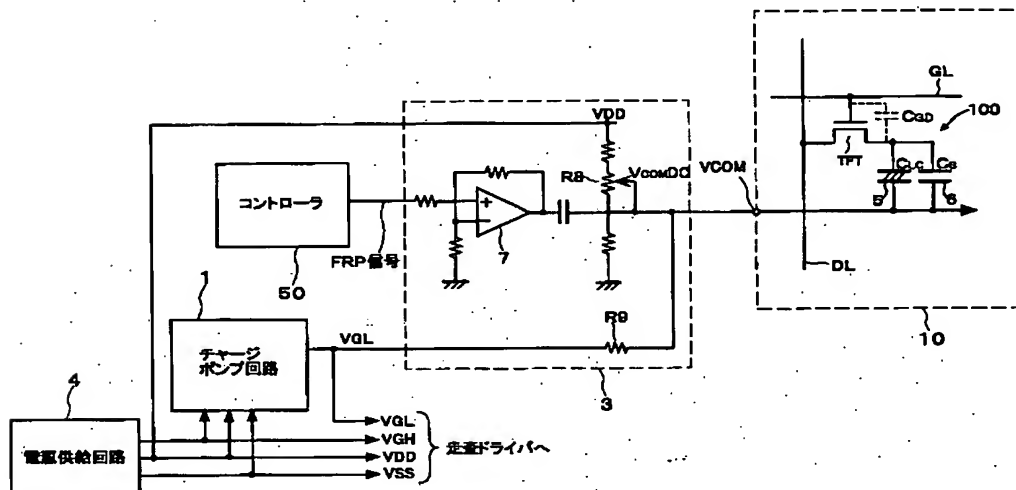 10
GL
CGD
100
VDD
TFT
CLC
CS
5
6
VCOM
R8
VCOMDC
コントローラ
+
−
7
FRP信号
50
DL
1
チャージ
ポンプ回路
VGL
R9
10
3
4
電源供給回路
VGL
VGH
VDD
VSS
走査ドライバへ